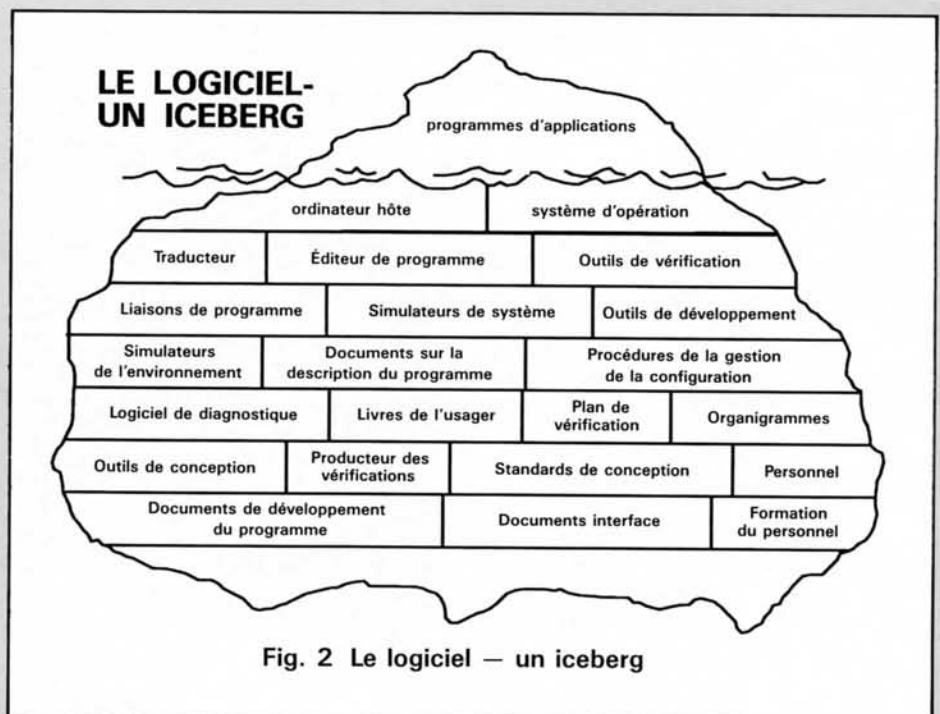 LE LOGICIEL-
UN ICEBERG
programmes d'applications
ordinateur hôte
système d'opération
Traducteur
Éditeur de programme
Outils de vérification
Liaisons de programme
Simulateurs de système
Outils de développement
Simulateurs
de l'environnement
Documents sur la
description du programme
Procédures de la gestion
de la configuration
Logiciel de diagnostique
Livres de l'usager
Plan de
vérification
Organigrammes
Outils de conception
Producteur des
vérifications
Standards de conception
Personnel
Documents de développement
du programme
Documents interface
Formation
du personnel
Fig. 2 Le logiciel — un iceberg